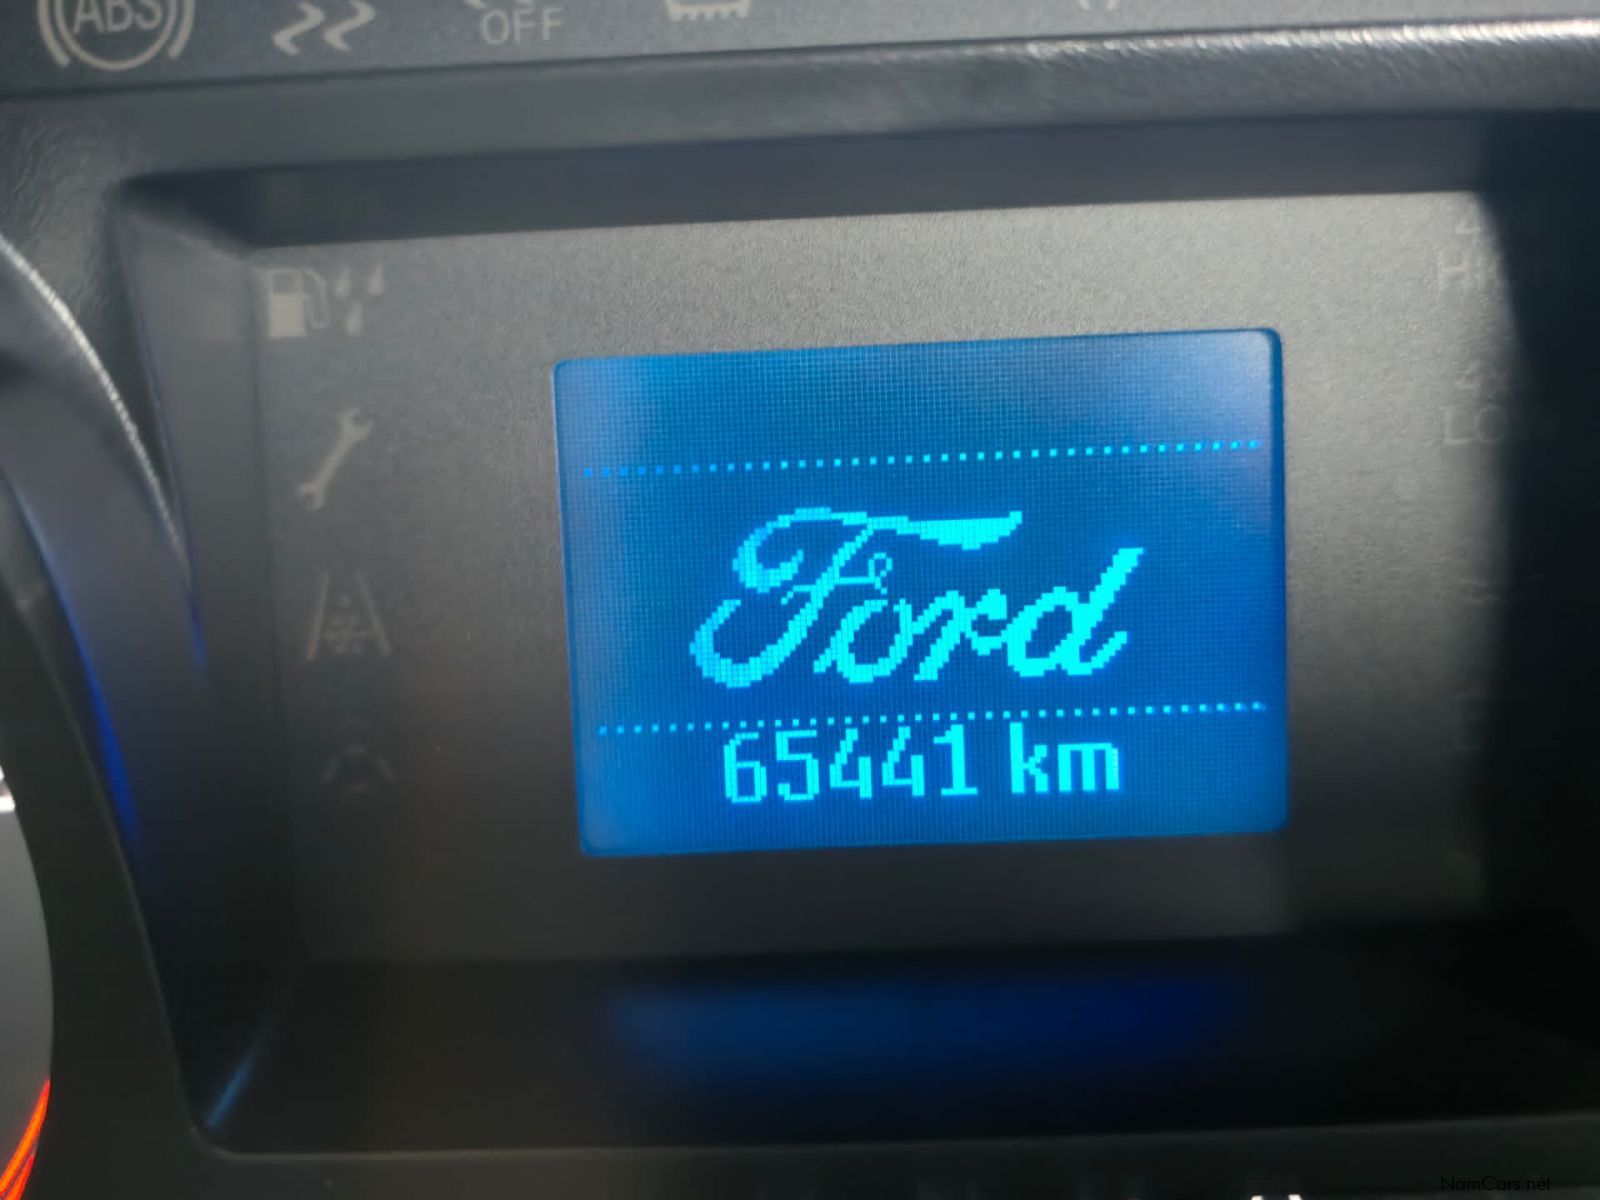 ABS
OFF
Ford
65441 km
NamCars.net